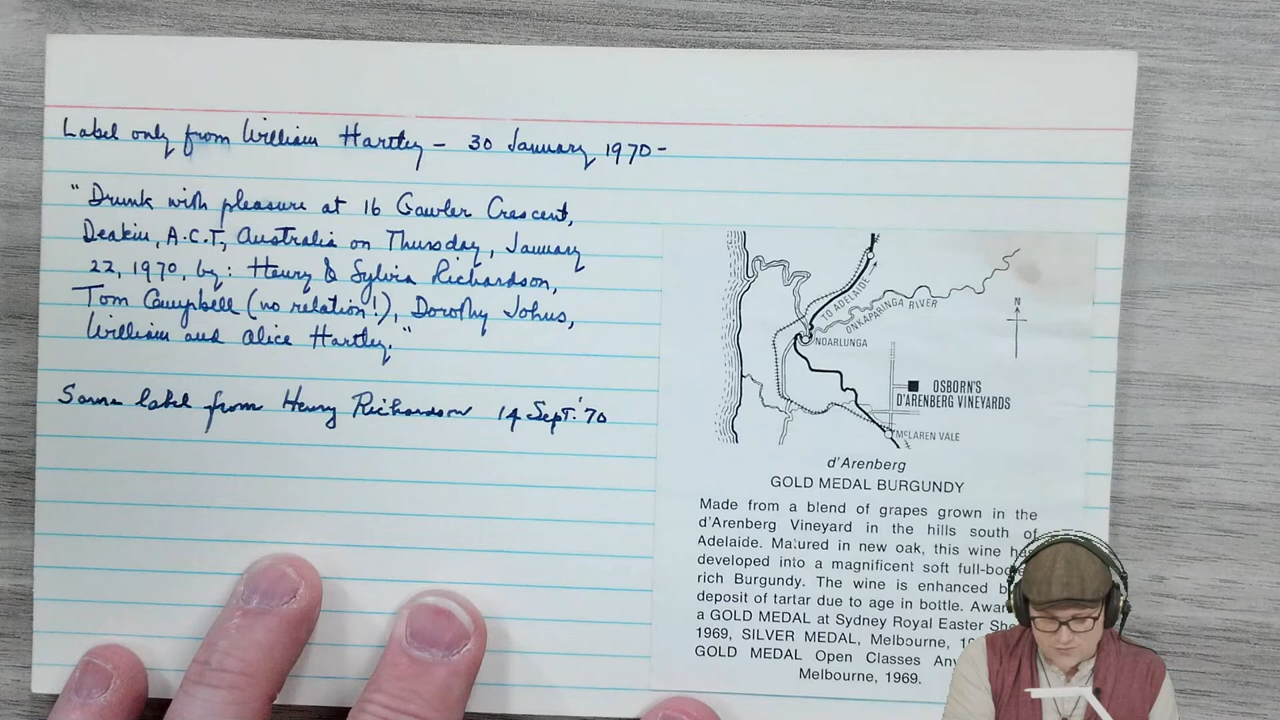 Label only from William Hartley - 30 January 1970 -
"Drunk with pleasure at 16 Gawler Crescent,
Deakin, A.C.T, Australia on Thursday, January
22, 1970, by: Henry & Sylvia Richardson,
Tom Campbell (no relation!), Dorothy Johns,
William and Alice Hartley."
Same label from Henry Richardson 14 Sept. '70
TO ADELAIDE
ONKAPARINGA RIVER
N
NOARLUNGA
OSBORN'S
D'ARENBERG VINEYARDS
McLAREN VALE
d'Arenberg
GOLD MEDAL BURGUNDY
Made from a blend of grapes grown in the
d'Arenberg Vineyard in the hills south of
Adelaide. Matured in new oak, this wine has
developed into a magnificent soft full-
rich Burgundy. The wine is enhanced
deposit of tartar due to age in bottle.
a GOLD MEDAL at Sydney Royal Easter
1969, SILVER MEDAL, Melbourne,
GOLD MEDAL Open Classes
Melbourne, 1969.